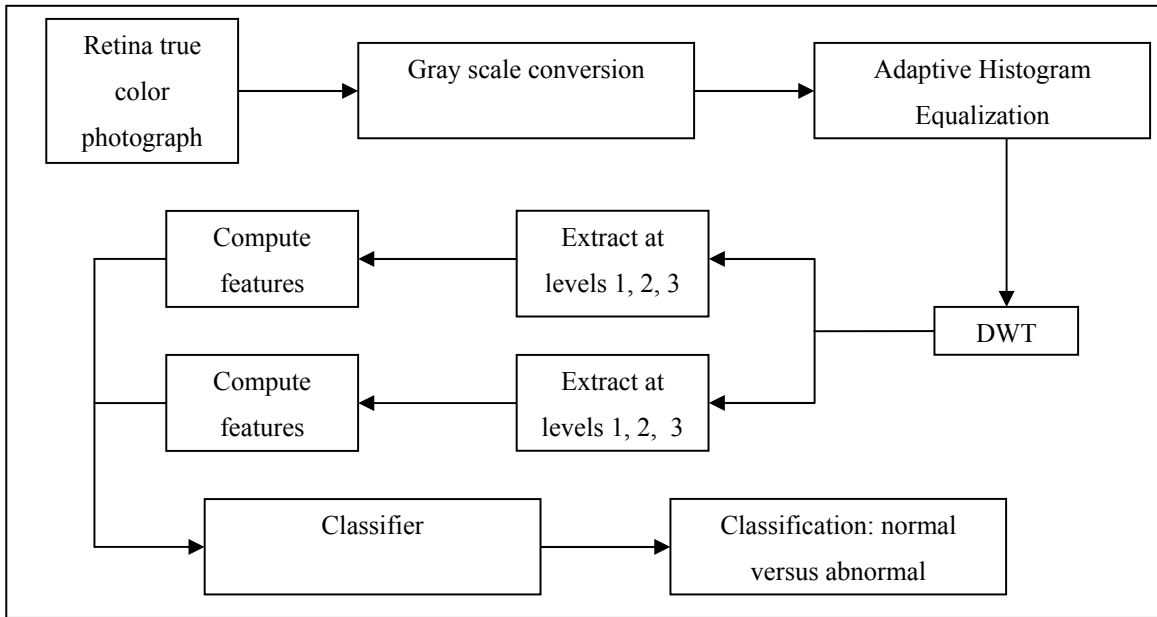 Retina true
color
photograph
Gray scale conversion
Adaptive Histogram
Equalization
Compute
features
Extract at
levels 1, 2, 3
DWT
Compute
features
Extract at
levels 1, 2,  3
Classifier
Classification: normal
versus abnormal